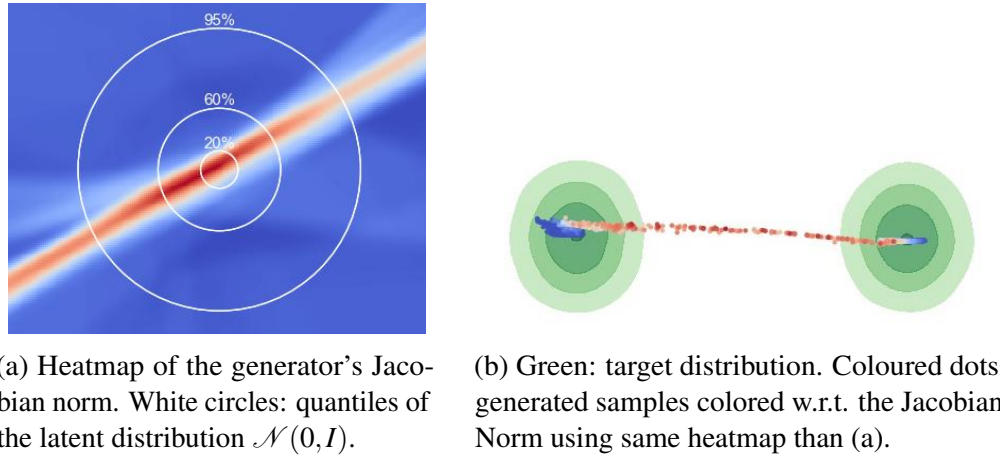 95%
60%
20%
(a) Heatmap of the generator's Jaco-
bian norm. White circles: quantiles of
the latent distribution 𝒩(0,I).
(b) Green: target distribution. Coloured dots
generated samples colored w.r.t. the Jacobian
Norm using same heatmap than (a).